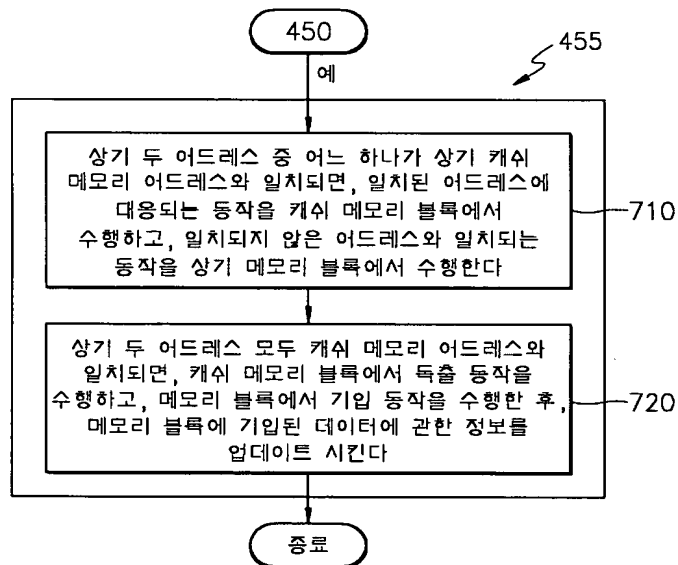 450
455
예
상기 두 어드레스 중 어느 하나가 상기 캐쉬
메모리 어드레스와 일치되면, 일치된 어드레스에
대응되는 동작을 캐쉬 메모리 블록에서
수행하고, 일치되지 않은 어드레스와 일치되는
동작을 상기 메모리 블록에서 수행한다
710
상기 두 어드레스 모두 캐쉬 메모리 어드레스와
일치되면, 캐쉬 메모리 블록에서 독출 동작을
수행하고, 메모리 블록에서 기입 동작을 수행한 후,
메모리 블록에 기입된 데이터에 관한 정보를
업데이트 시킨다
720
종료